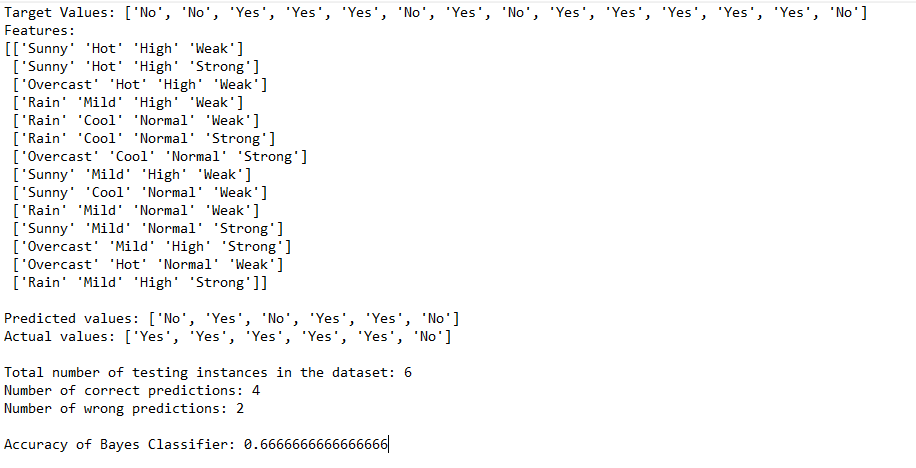 Target Values: ['No', 'No', 'Yes', 'Yes', 'Yes', 'No', 'Yes', 'No', 'Yes', 'Yes', 'Yes', 'Yes', 'Yes', 'No']
Features:
[['Sunny' 'Hot' 'High' 'Weak']
['Sunny' 'Hot' 'High' 'Strong']
['Overcast' 'Hot' 'High' 'Weak']
['Rain' 'Mild' 'High' 'Weak']
['Rain' 'Cool' 'Normal' 'Weak']
['Rain' 'Cool' 'Normal' 'Strong']
['Overcast' 'Cool' 'Normal' 'Strong']
['Sunny' 'Mild' 'High' 'Weak']
['Sunny' 'Cool' 'Normal' 'Weak']
['Rain' 'Mild' 'Normal' 'Weak']
['Sunny' 'Mild' 'Normal' 'Strong']
['Overcast' 'Mild' 'High' 'Strong']
['Overcast' 'Hot' 'Normal' 'Weak']
['Rain' 'Mild' 'High' 'Strong']]
Predicted values: ['No', 'Yes', 'No', 'Yes', 'Yes', 'No']
Actual values: ['Yes', 'Yes', 'Yes', 'Yes', 'Yes', 'No']
Total number of testing instances in the dataset: 6
Number of correct predictions: 4
Number of wrong predictions: 2
Accuracy of Bayes Classifier: 0.6666666666666666